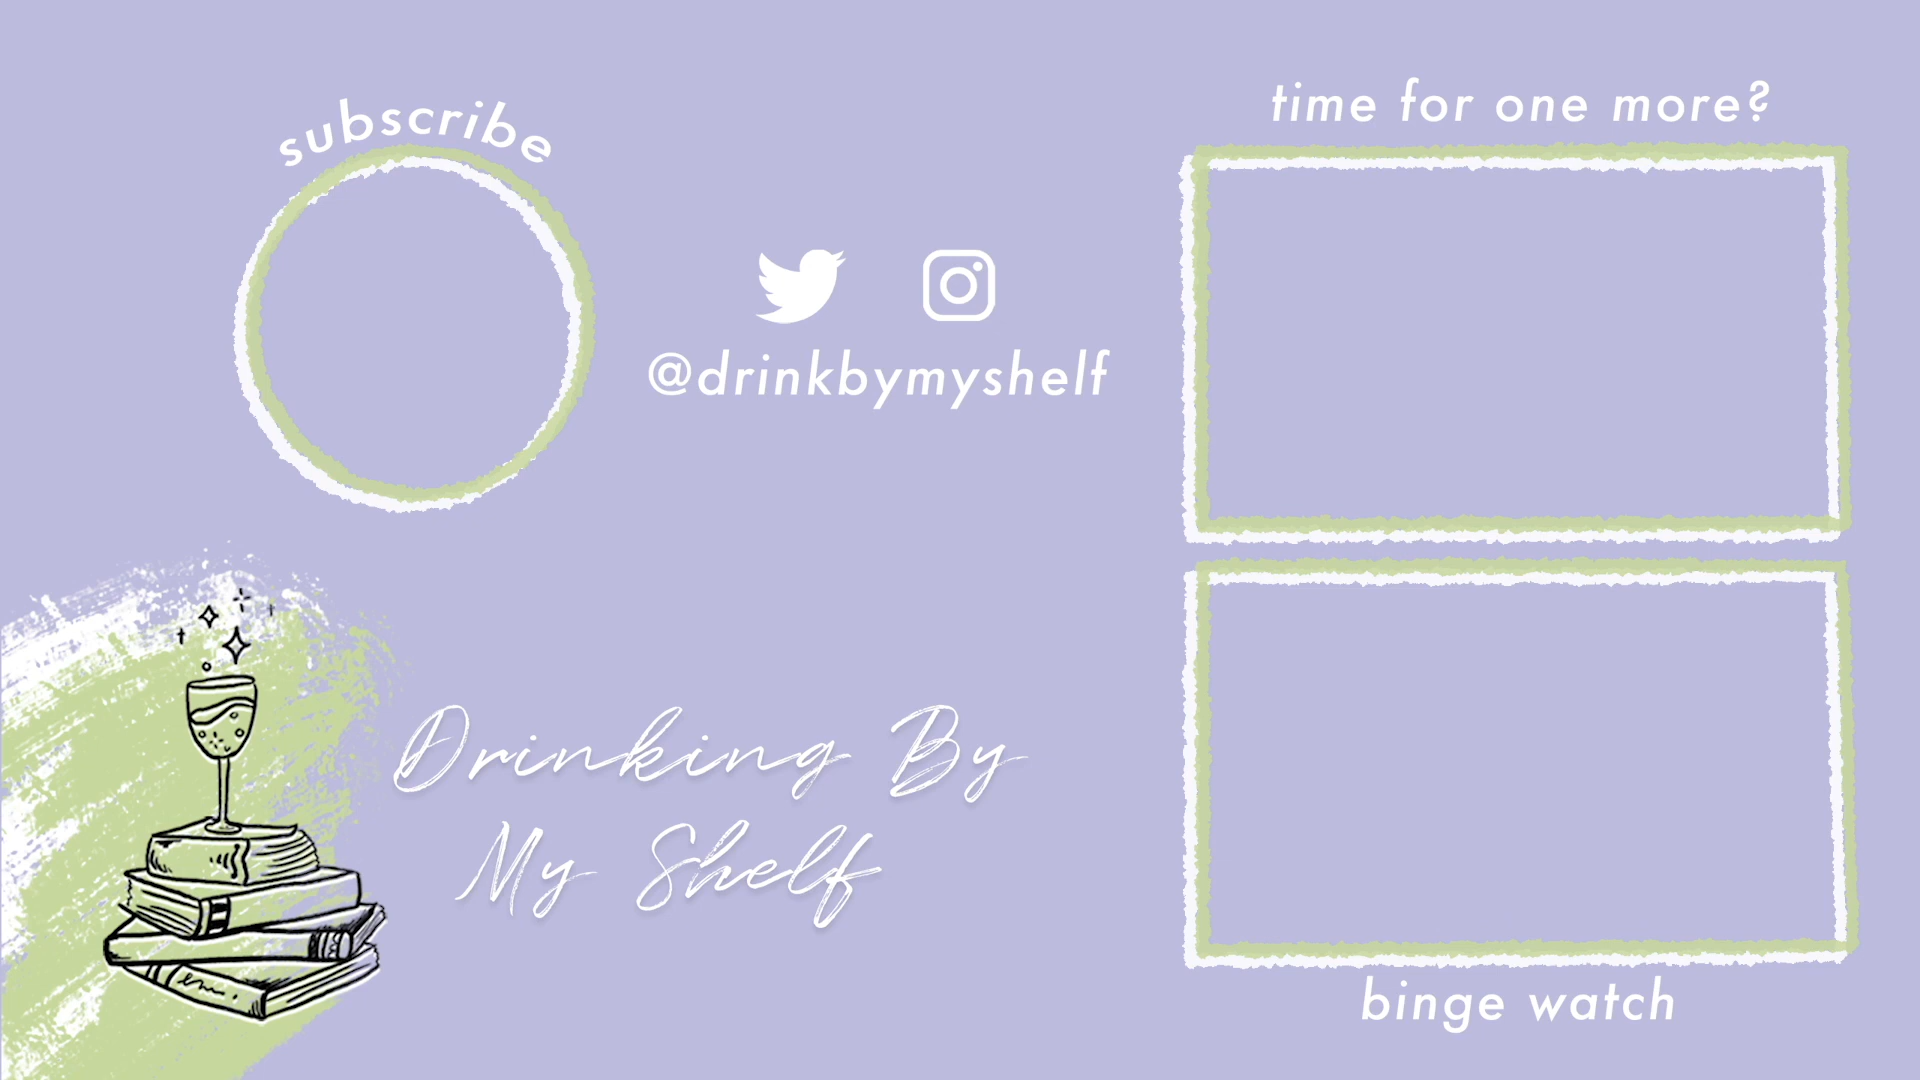 subscribe
@drinkbymyshelf
time for one more?
Drinking By
My Shelf
binge watch